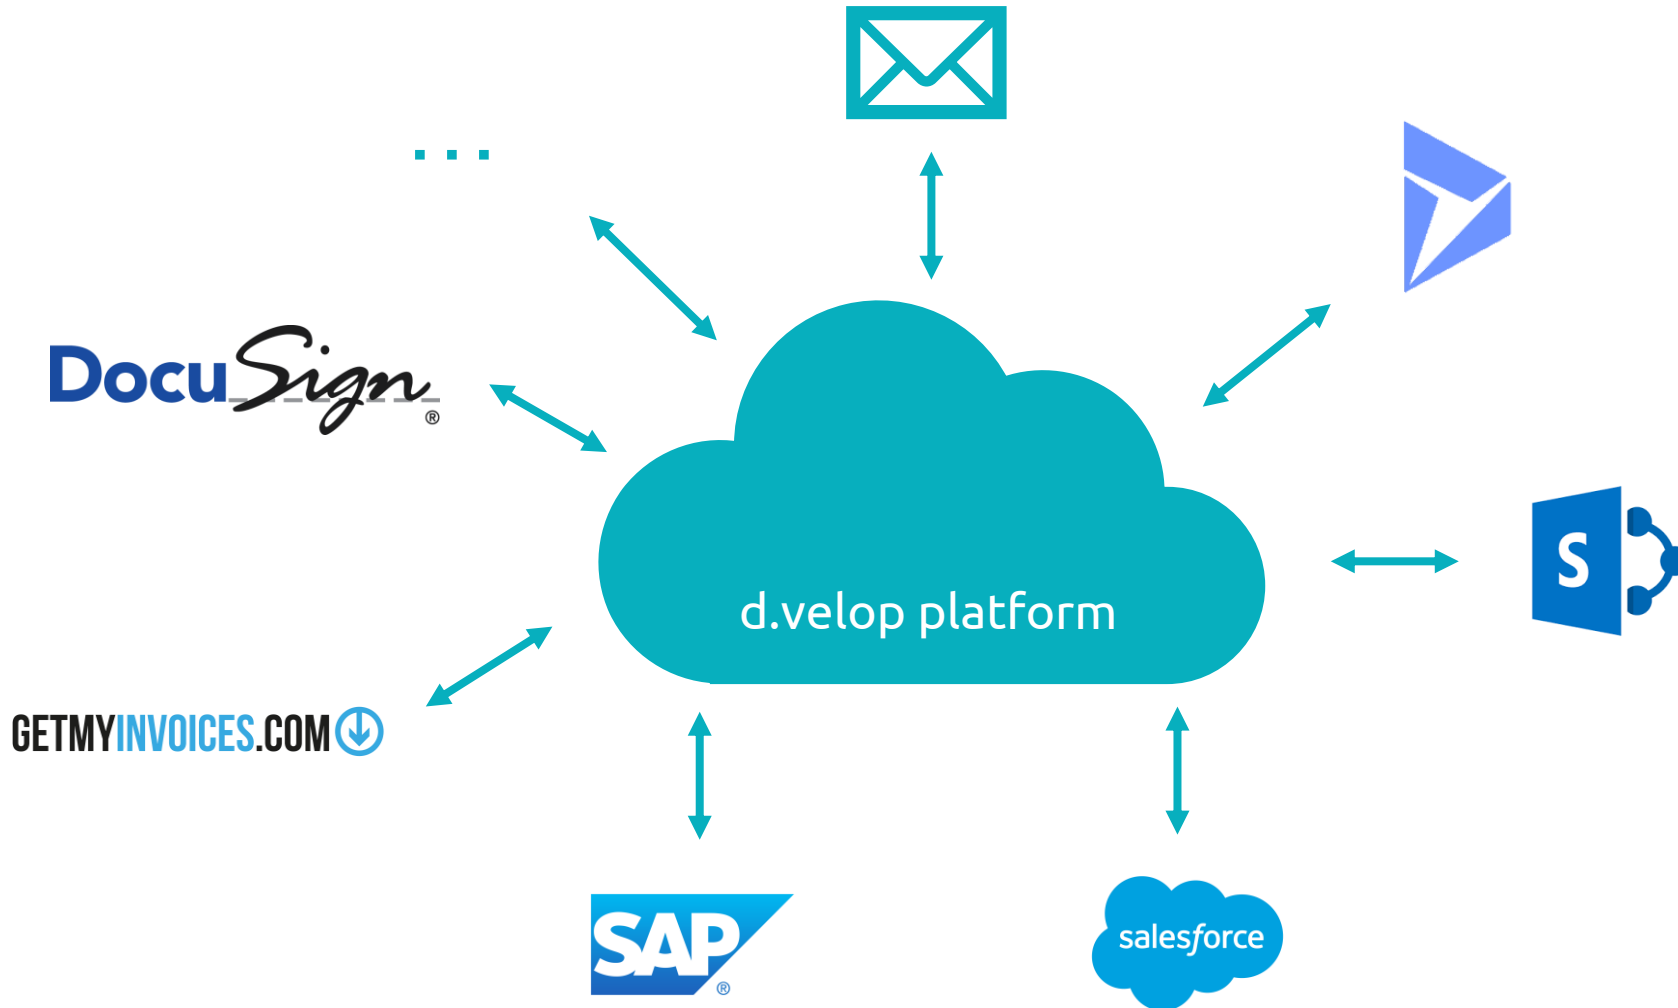 ...
DocuSign®
d.velop platform
S
GETMYINVOICES.COM
SAP®
salesforce